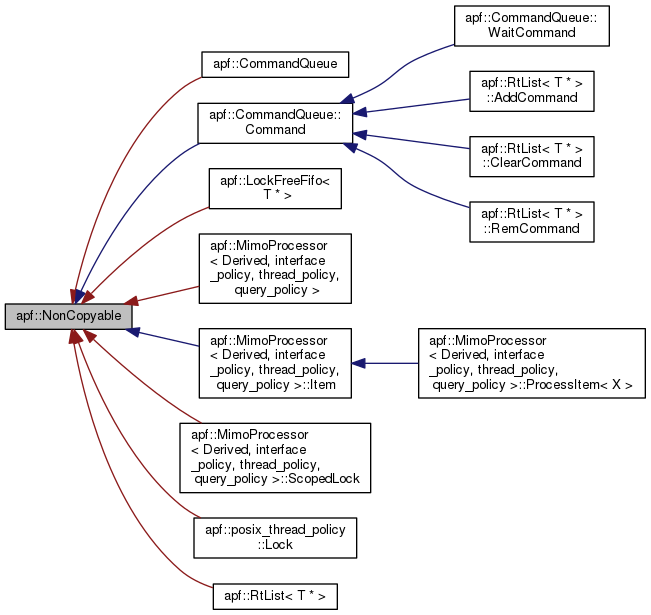 apf::CommandQueue::
WaitCommand
apf::CommandQueue
apf::RtList< T * >
::AddCommand
apf::CommandQueue::
Command
apf::RtList< T * >
::ClearCommand
apf::LockFreeFifo<
T * >
apf::RtList< T * >
::RemCommand
apf::MimoProcessor
< Derived, interface
_policy, thread_policy,
query_policy >
apf::NonCopyable
apf::MimoProcessor
< Derived, interface
_policy, thread_policy,
query_policy >::Item
apf::MimoProcessor
< Derived, interface
_policy, thread_policy,
query_policy >::ProcessItem< X >
apf::MimoProcessor
< Derived, interface
_policy, thread_policy,
query_policy >::ScopedLock
apf::posix_thread_policy
::Lock
apf::RtList< T * >